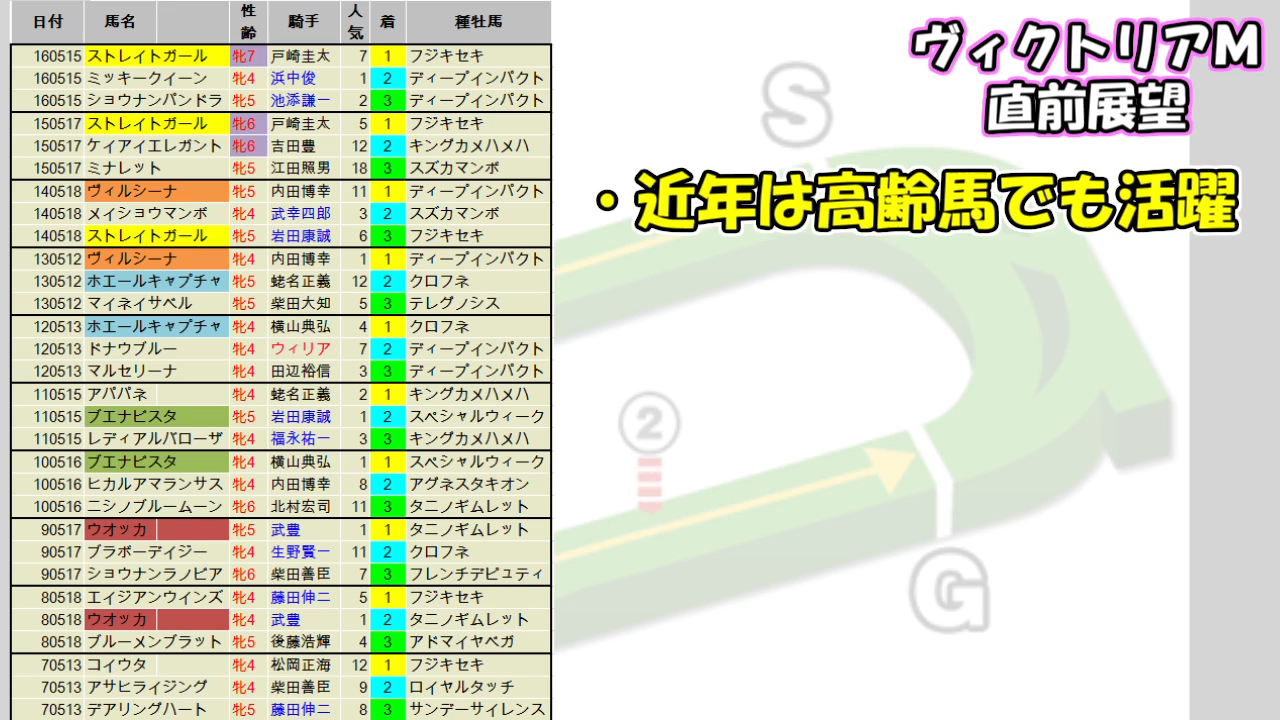 日付 馬名 性齢 騎手 人気 着 種牡馬
160515 ストレイトガール 牝7 戸崎圭太 7 1 フジキセキ
160515 ミッキークイーン 牝4 浜中俊 1 2 ディープインパクト
160515 ショウナンパンドラ 牝5 池添謙一 2 3 ディープインパクト
150517 ストレイトガール 牝6 戸崎圭太 5 1 フジキセキ
150517 ケイアイエレガント 牝6 吉田豊 12 2 キングカメハメハ
150517 ミナレット 牝5 江田照男 18 3 スズカマンボ
140518 ヴィルシーナ 牝5 内田博幸 11 1 ディープインパクト
140518 メイショウマンボ 牝4 武幸四郎 3 2 スズカマンボ
140518 ストレイトガール 牝5 岩田康誠 6 3 フジキセキ
130512 ヴィルシーナ 牝4 内田博幸 1 1 ディープインパクト
130512 ホエールキャプチャ 牝5 蛯名正義 12 2 クロフネ
130512 マイネイサベル 牝5 柴田大知 5 3 テレグノシス
120513 ホエールキャプチャ 牝4 横山典弘 4 1 クロフネ
120513 ドナウブルー 牝4 ウィリア 7 2 ディープインパクト
120513 マルセリーナ 牝4 田辺裕信 3 3 ディープインパクト
110515 アパパネ 牝4 蛯名正義 2 1 キングカメハメハ
110515 ブエナビスタ 牝5 岩田康誠 1 2 スペシャルウィーク
110515 レディアルバローザ 牝4 福永祐一 3 3 キングカメハメハ
100516 ブエナビスタ 牝4 横山典弘 1 1 スペシャルウィーク
100516 ヒカルアマランサス 牝4 内田博幸 8 2 アグネスタキオン
100516 ニシノブルームーン 牝6 北村宏司 11 3 タニノギムレット
90517 ウオッカ 牝5 武豊 1 1 タニノギムレット
90517 ブラボーデイジー 牝4 生野賢一 11 2 クロフネ
90517 ショウナンラノビア 牝6 柴田善臣 7 3 フレンチデピュティ
80518 エイジアンウインズ 牝4 藤田伸二 5 1 フジキセキ
80518 ウオッカ 牝4 武豊 1 2 タニノギムレット
80518 ブルーメンブラット 牝5 後藤浩輝 4 3 アドマイヤベガ
70513 コイウタ 牝4 松岡正海 12 1 フジキセキ
70513 アサヒライジング 牝4 柴田善臣 9 2 ロイヤルタッチ
70513 デアリングハート 牝5 藤田伸二 8 3 サンデーサイレンス
ヴィクトリアM
直前展望
・近年は高齢馬でも活躍
S
2
G